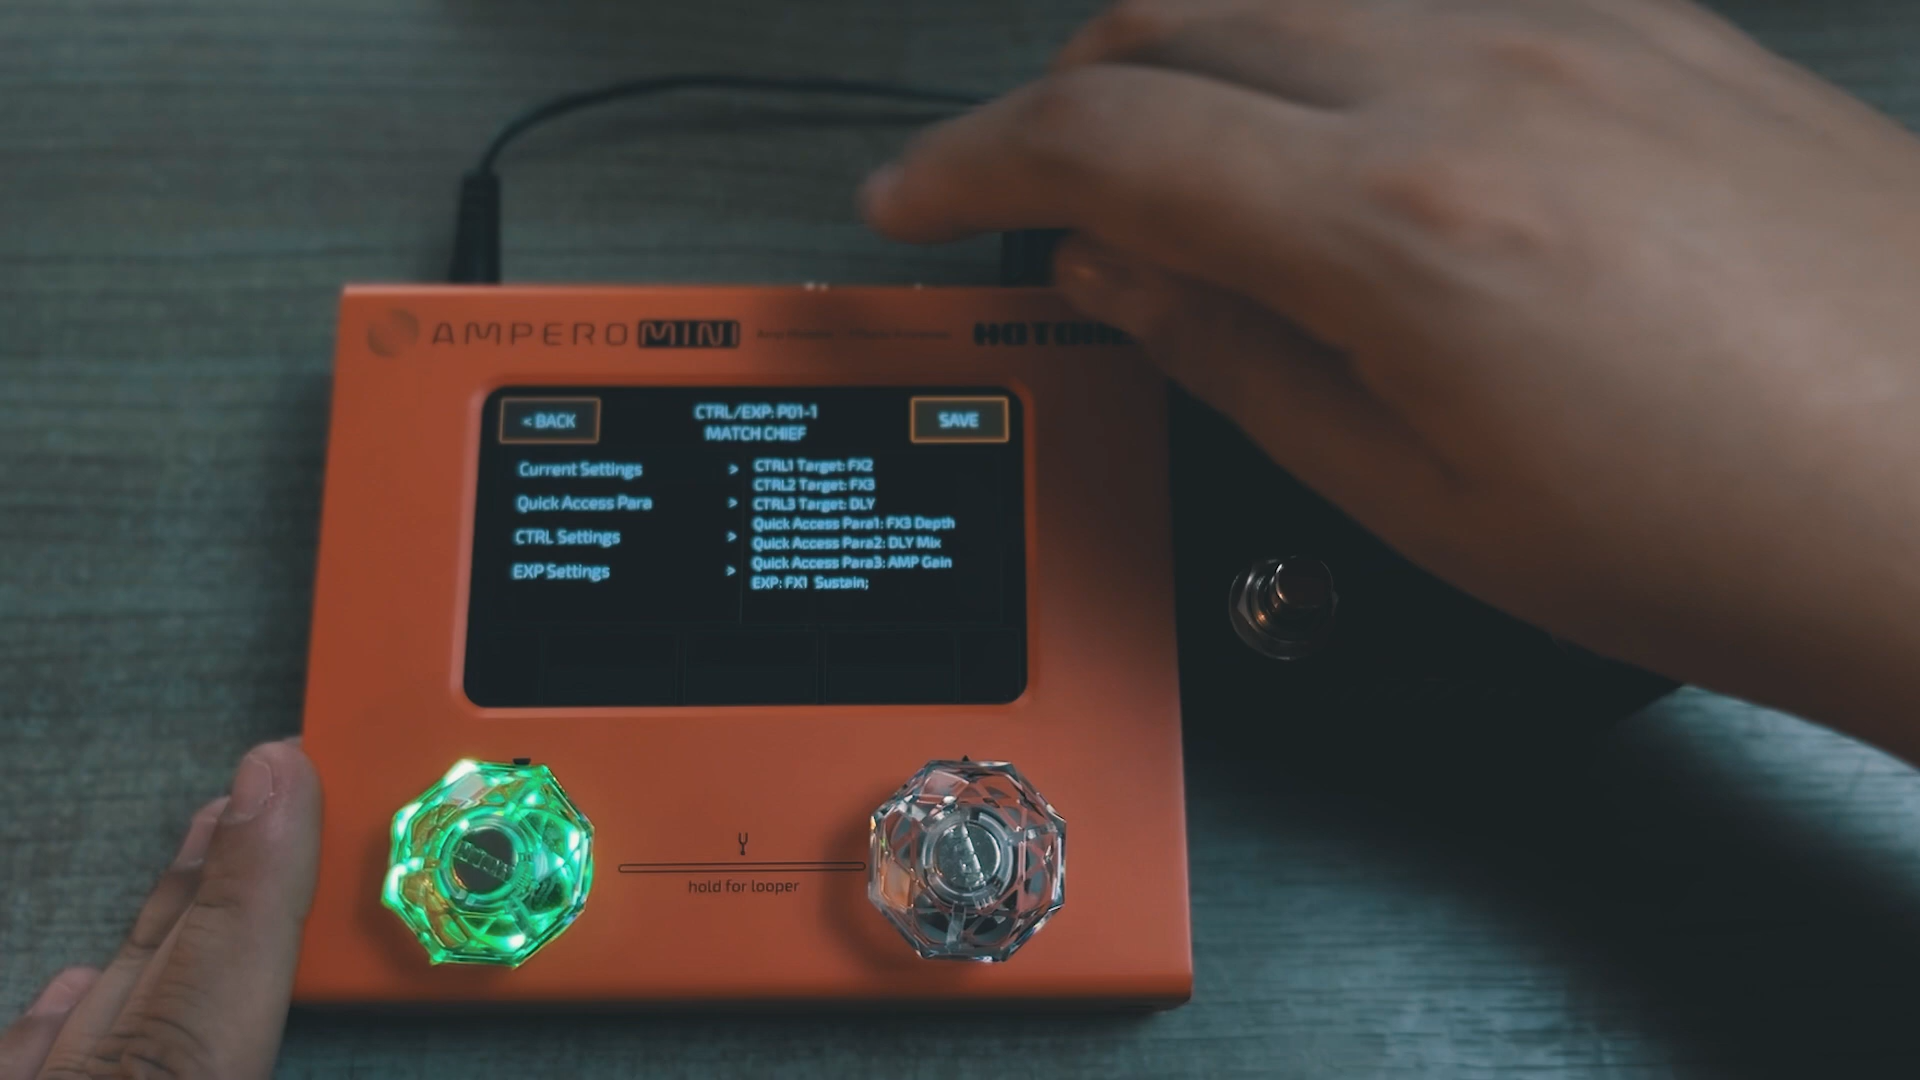 AMPERO MINI
< BACK
CTRL/EXP: P01-1
MATCH CHIEF
SAVE
Current Settings >
Quick Access Para >
CTRL Settings >
EXP Settings >
CTRL1 Target: FX2
CTRL2 Target: FX3
CTRL3 Target: DLY
Quick Access Para1: FX3 Depth
Quick Access Para2: DLY Mix
Quick Access Para3: AMP Gain
EXP: FX1 Sustain;
hold for looper